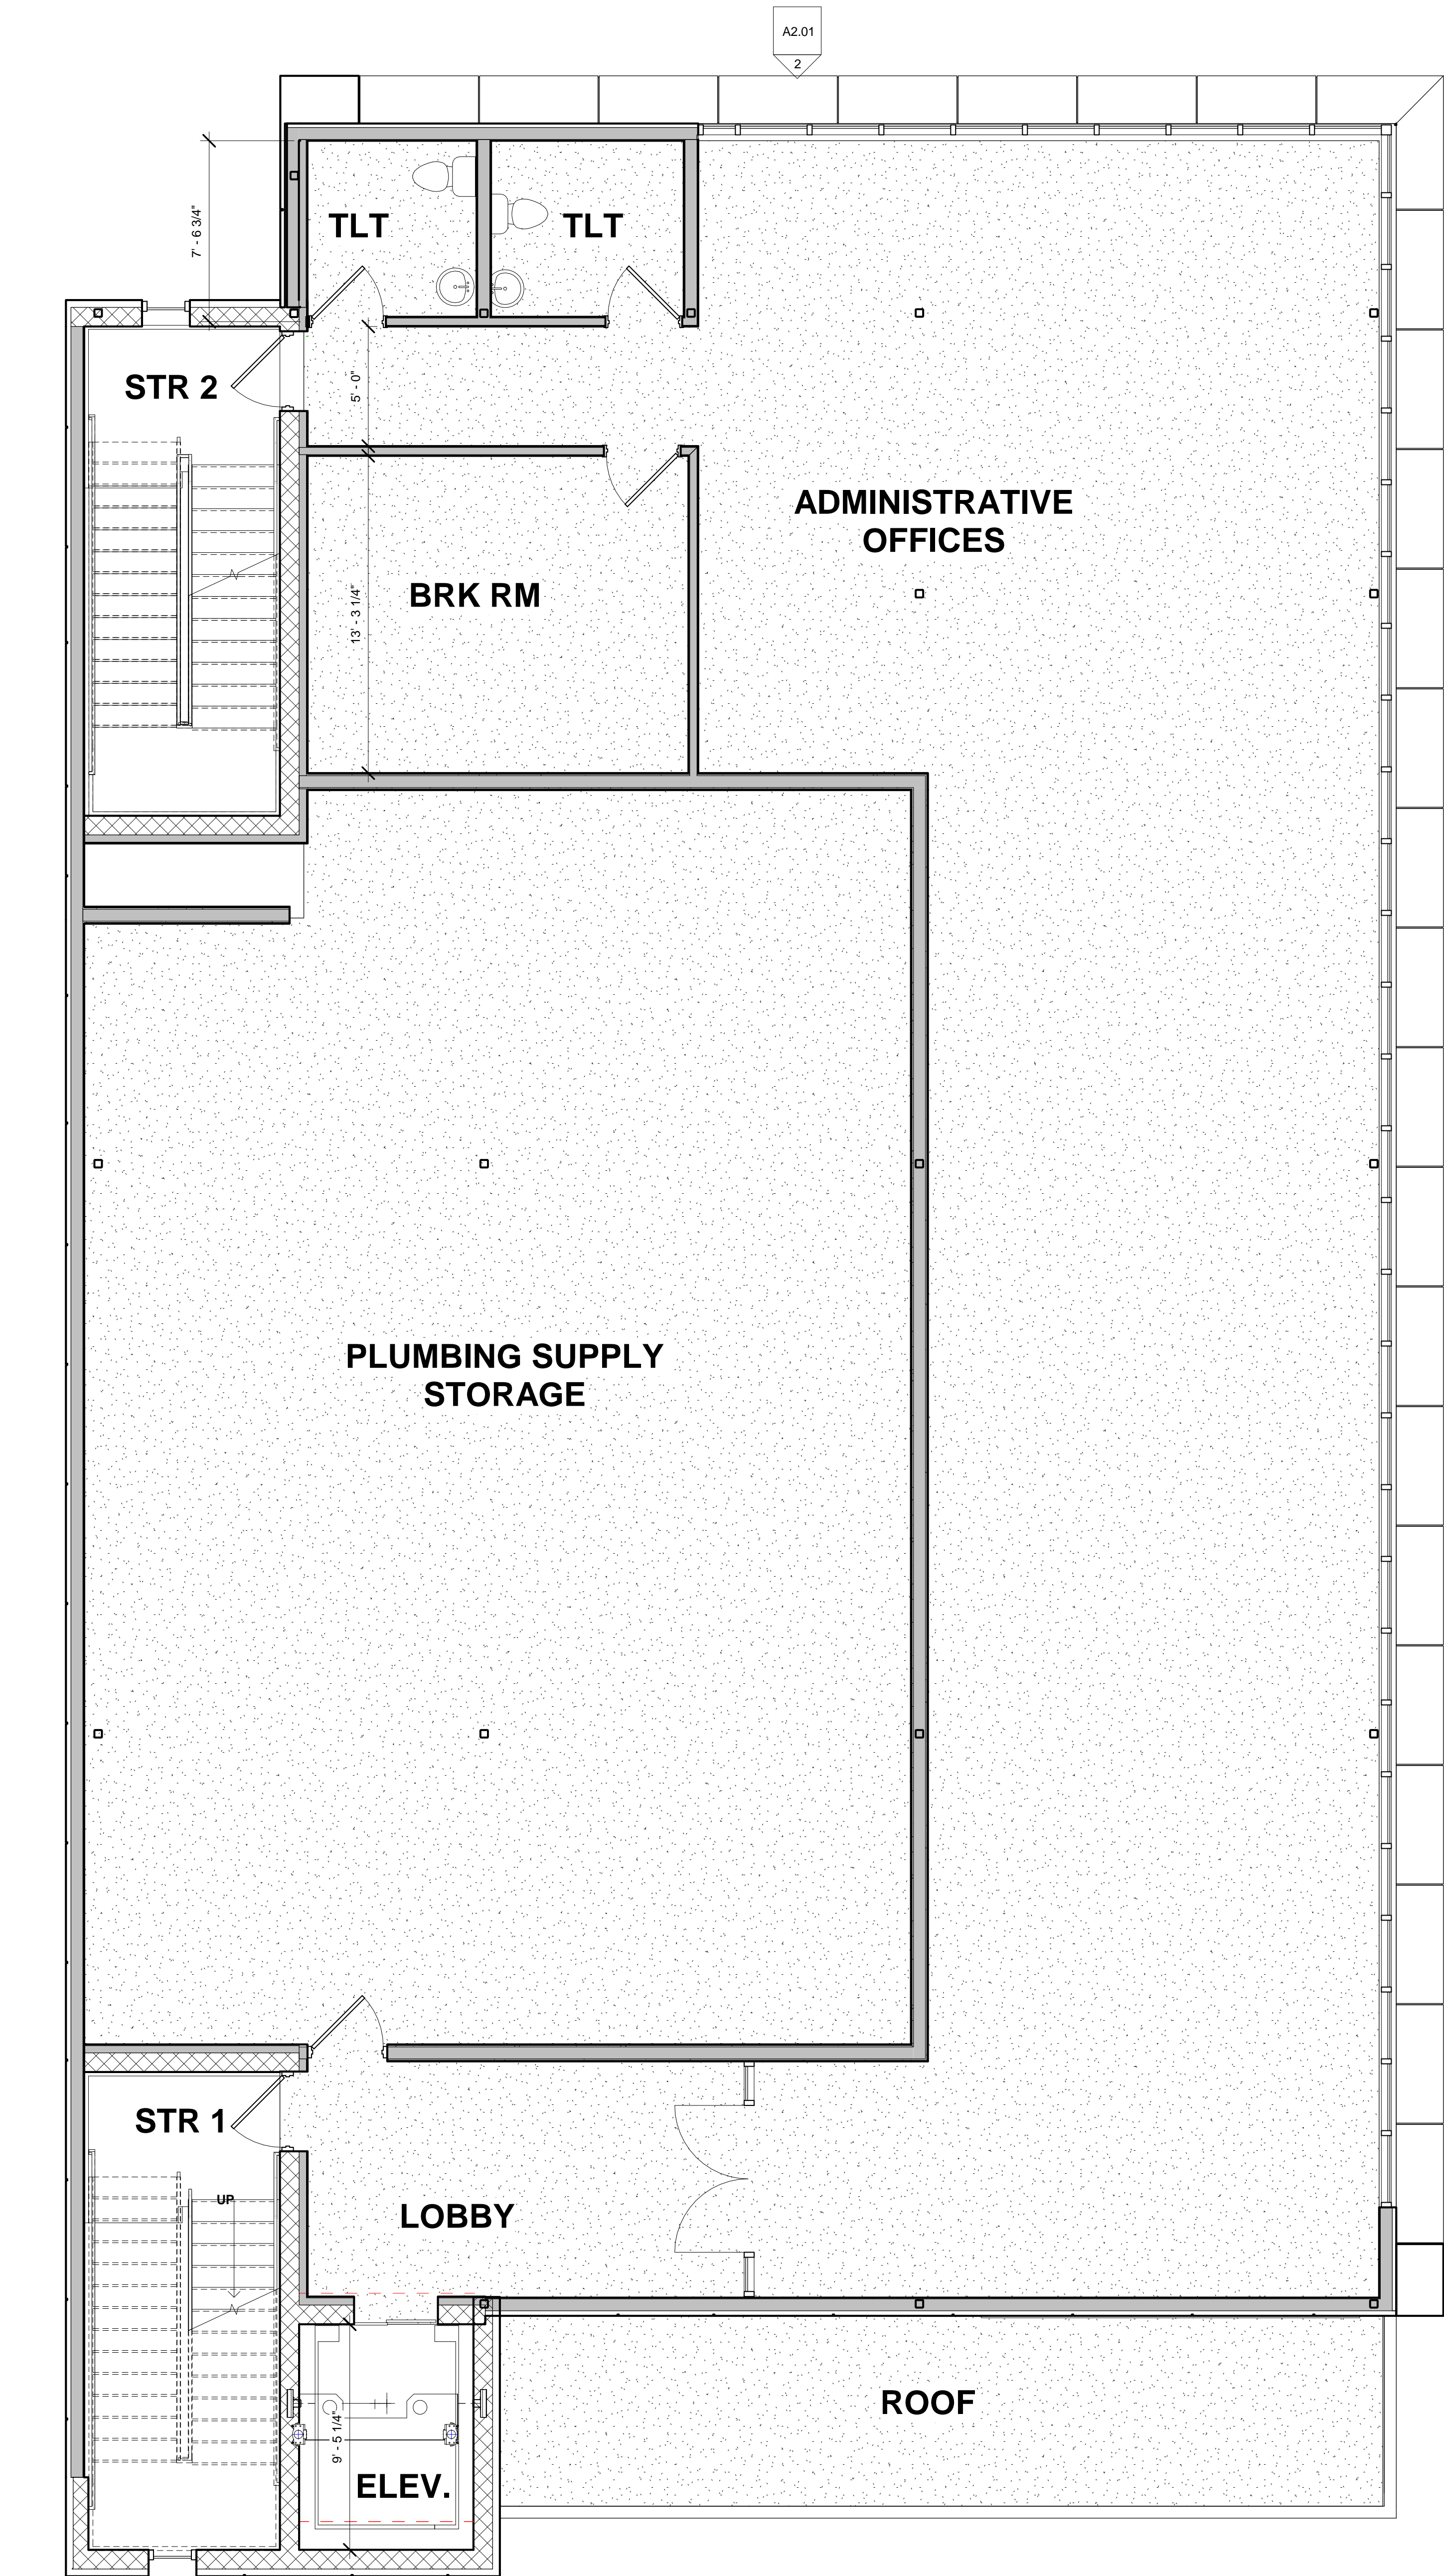 A2.01
2
7' - 6 3/4"
TLT
TLT
STR 2
5' - 0"
ADMINISTRATIVE
OFFICES
BRK RM
13' - 3 1/4"
PLUMBING SUPPLY
STORAGE
STR 1
UP
LOBBY
ROOF
9' - 5 1/4"
ELEV.